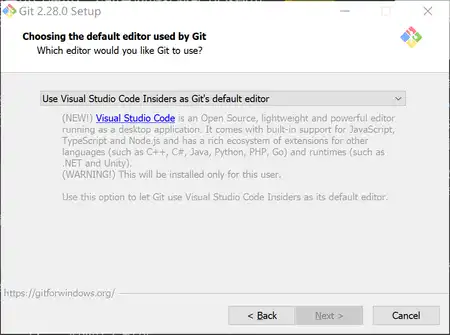 Git 2.28.0 Setup
Choosing the default editor used by Git
Which editor would you like Git to use?
Use Visual Studio Code Insiders as Git's default editor
(NEW!) Visual Studio Code is an Open Source, lightweight and powerful editor
running as a desktop application. It comes with built-in support for JavaScript,
TypeScript and Node.js and has a rich ecosystem of extensions for other
languages (such as C++, C#, Java, Python, PHP, Go) and runtimes (such as
.NET and Unity).
(WARNING!) This will be installed only for this user.
Use this option to let Git use Visual Studio Code Insiders as its default editor.
https://gitforwindows.org/
< Back Next > Cancel